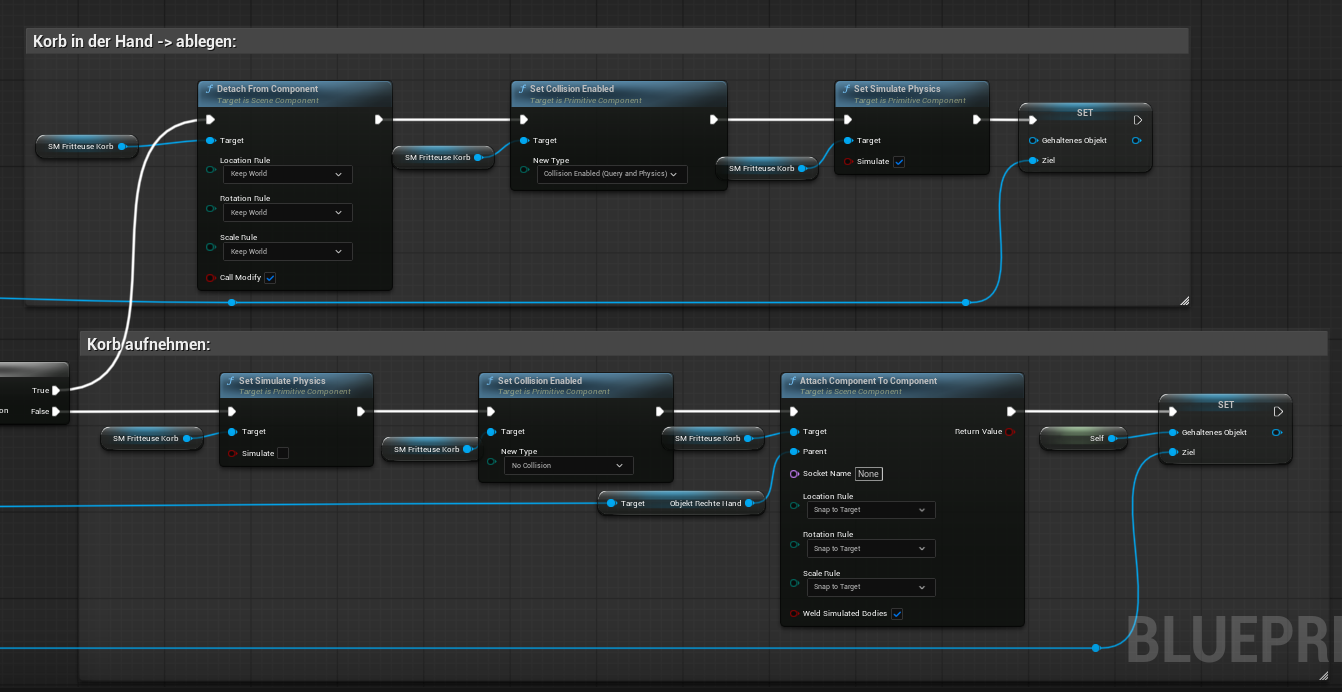 Korb in der Hand -> ablegen:
Detach From Component
Target is Scene Component
Target
Location Rule
Keep World
Rotation Rule
Keep World
Scale Rule
Keep World
Call Modify
SM Fritteuse Korb
SM Fritteuse Korb
Set Collision Enabled
Target is Primitive Component
Target
New Type
Collision Enabled (Query and Physics)
SM Fritteuse Korb
Set Simulate Physics
Target is Primitive Component
Target
Simulate
SET
Gehaltenes Objekt
Ziel
Korb aufnehmen:
True
on False
SM Fritteuse Korb
Set Simulate Physics
Target is Primitive Component
Target
Simulate
SM Fritteuse Korb
Set Collision Enabled
Target is Primitive Component
Target
New Type
No Collision
SM Fritteuse Korb
Target Objekt Rechte Hand
Attach Component To Component
Target is Scene Component
Target Return Value
Parent
Socket Name None
Location Rule
Snap to Target
Rotation Rule
Snap to Target
Scale Rule
Snap to Target
Weld Simulated Bodies
Self
SET
Gehaltenes Objekt
Ziel
BLUEPRI